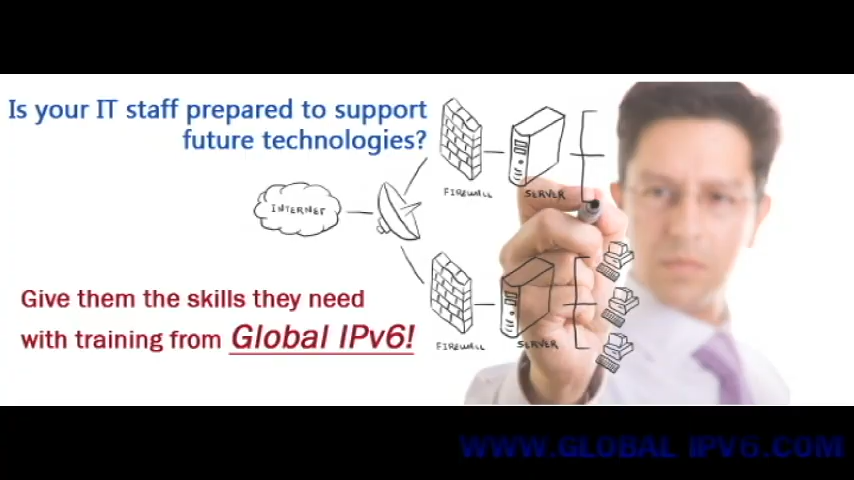 Is your IT staff prepared to support
future technologies?
FIREWALL
SERVER
INTERNET
Give them the skills they need
with training from Global IPv6!
FIREWALL
SERVER
WWW.GLOBAL IPV6.COM